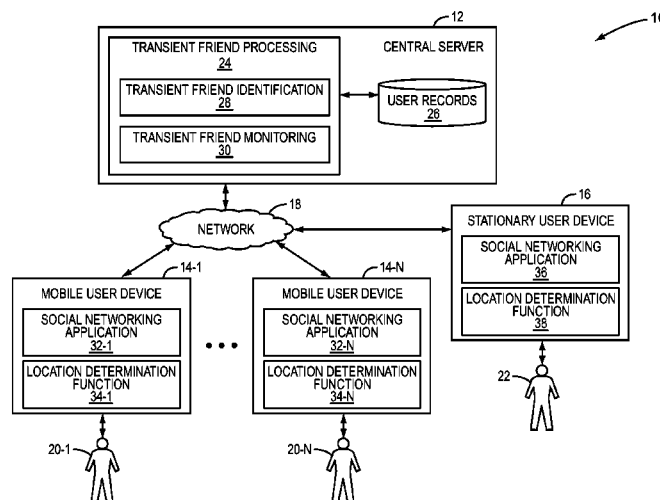 12
10
TRANSIENT FRIEND PROCESSING
24
CENTRAL SERVER
TRANSIENT FRIEND IDENTIFICATION
28
USER RECORDS
26
TRANSIENT FRIEND MONITORING
30
18
NETWORK
16
STATIONARY USER DEVICE
SOCIAL NETWORKING
APPLICATION
36
LOCATION DETERMINATION
FUNCTION
38
22
14-1
MOBILE USER DEVICE
SOCIAL NETWORKING
APPLICATION
32-1
LOCATION DETERMINATION
FUNCTION
34-1
20-1
14-N
MOBILE USER DEVICE
SOCIAL NETWORKING
APPLICATION
32-N
LOCATION DETERMINATION
FUNCTION
34-N
20-N